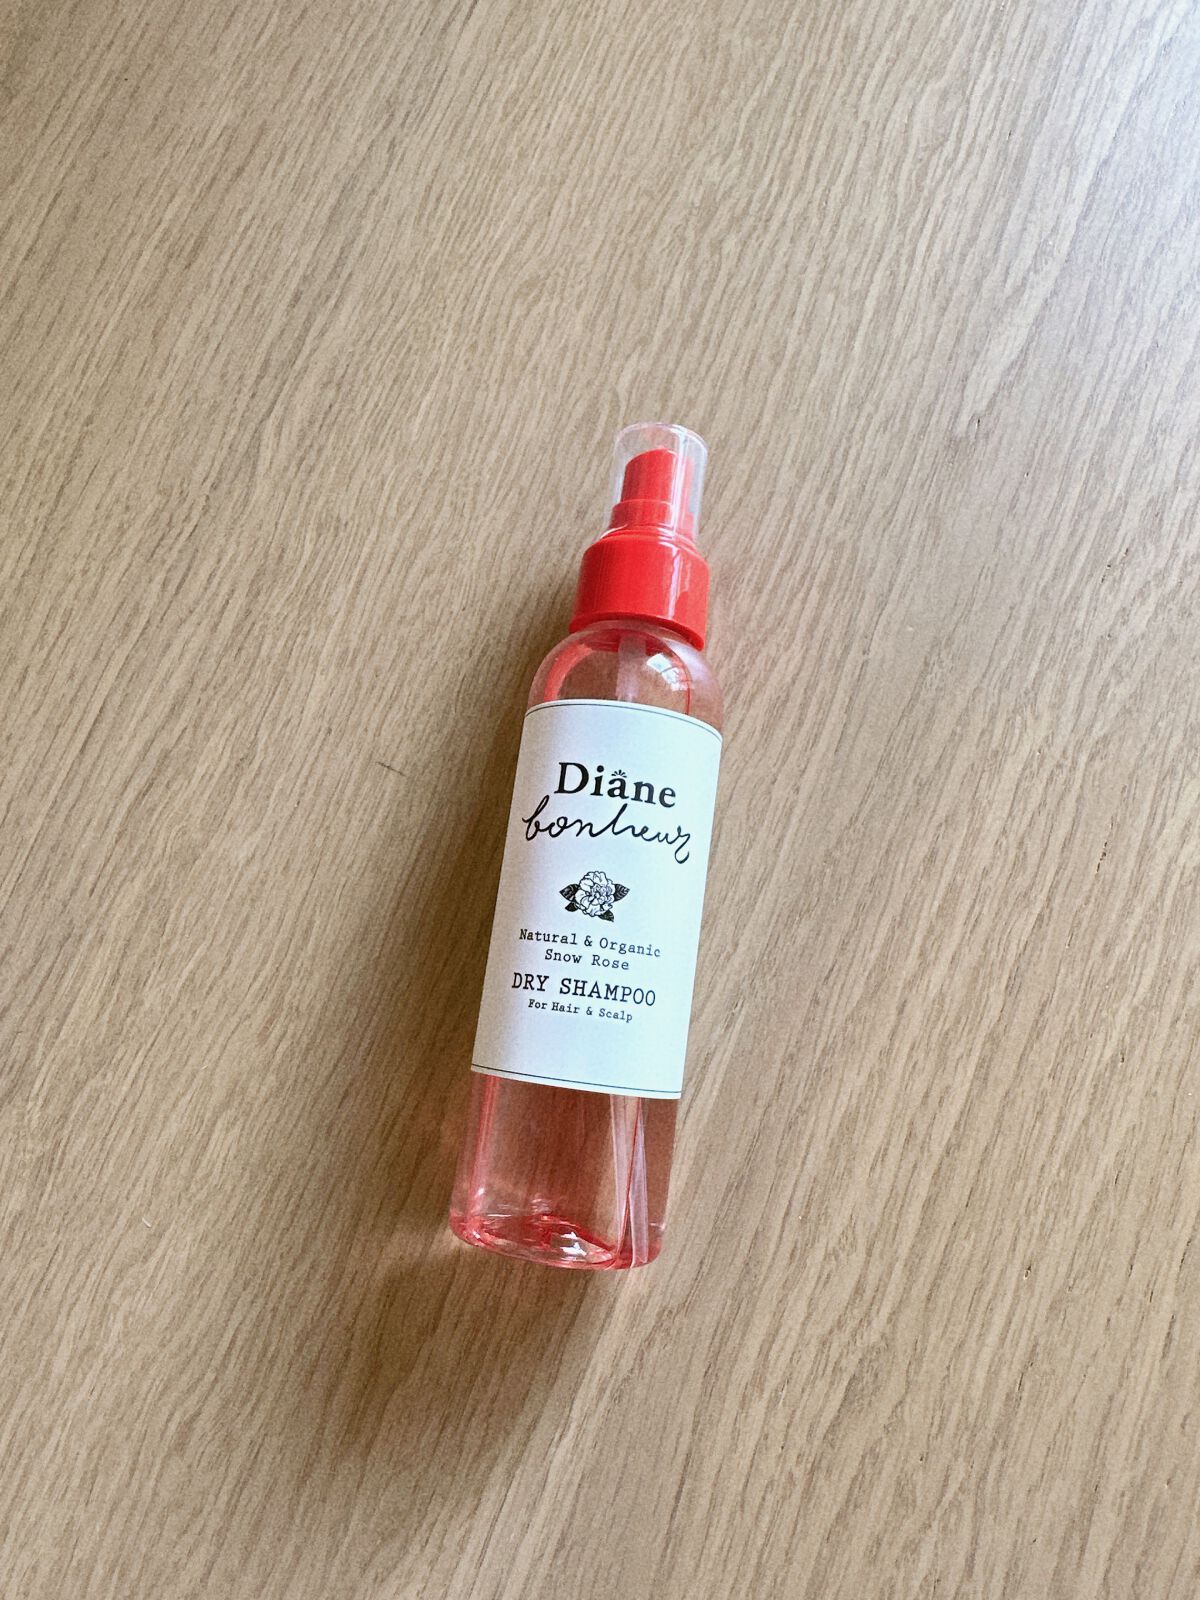 Diane
bonheur
Natural & Organic
Snow Rose
DRY SHAMPOO
For Hair & Scalp